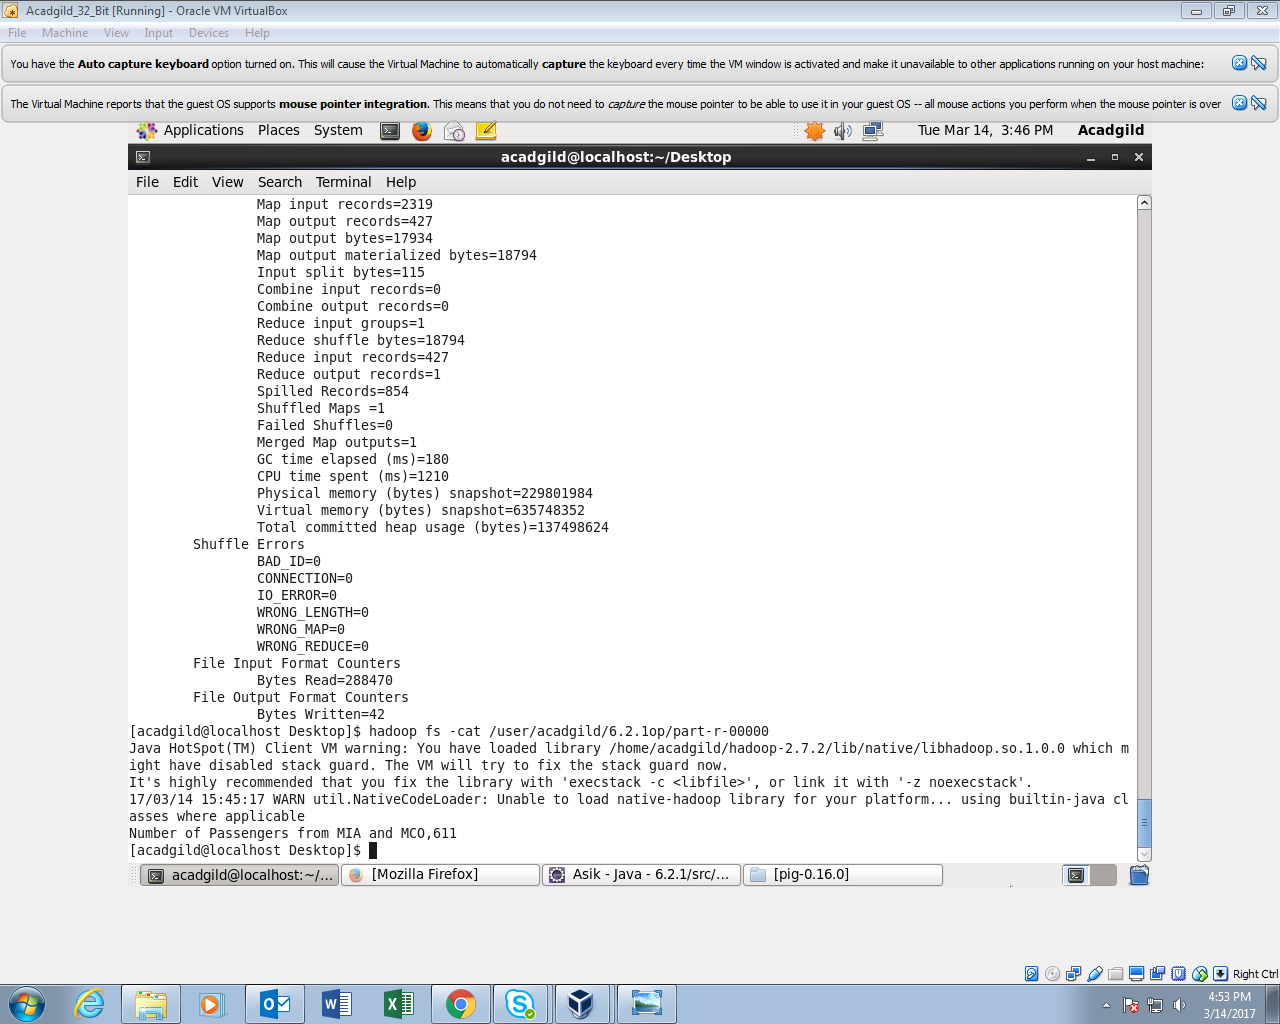 Acadgild_32_Bit [Running] - Oracle VM VirtualBox
File Machine View Input Devices Help
You have the Auto capture keyboard option turned on. This will cause the Virtual Machine to automatically capture the keyboard every time the VM window is activated and make it unavailable to other applications running on your host machine:
The Virtual Machine reports that the guest OS supports mouse pointer integration. This means that you do not need to capture the mouse pointer to be able to use it in your guest OS -- all mouse actions you perform when the mouse pointer is over
Applications Places System Tue Mar 14, 3:46 PM Acadgild
acadgild@localhost:~/Desktop
File Edit View Search Terminal Help
Map input records=2319
Map output records=427
Map output bytes=17934
Map output materialized bytes=18794
Input split bytes=115
Combine input records=0
Combine output records=0
Reduce input groups=1
Reduce shuffle bytes=18794
Reduce input records=427
Reduce output records=1
Spilled Records=854
Shuffled Maps =1
Failed Shuffles=0
Merged Map outputs=1
GC time elapsed (ms)=180
CPU time spent (ms)=1210
Physical memory (bytes) snapshot=229801984
Virtual memory (bytes) snapshot=635748352
Total committed heap usage (bytes)=137498624
Shuffle Errors
BAD_ID=0
CONNECTION=0
IO_ERROR=0
WRONG_LENGTH=0
WRONG_MAP=0
WRONG_REDUCE=0
File Input Format Counters
Bytes Read=288470
File Output Format Counters
Bytes Written=42
[acadgild@localhost Desktop]$ hadoop fs -cat /user/acadgild/6.2.1op/part-r-00000
Java HotSpot(TM) Client VM warning: You have loaded library /home/acadgild/hadoop-2.7.2/lib/native/libhadoop.so.1.0.0 which m
ight have disabled stack guard. The VM will try to fix the stack guard now.
It's highly recommended that you fix the library with 'execstack -c <libfile>', or link it with '-z noexecstack'.
17/03/14 15:45:17 WARN util.NativeCodeLoader: Unable to load native-hadoop library for your platform... using builtin-java cl
asses where applicable
Number of Passengers from MIA and MCO,611
[acadgild@localhost Desktop]$
acadgild@localhost:~/... [Mozilla Firefox] Asik - Java - 6.2.1/src/... [pig-0.16.0]
Right Ctrl
4:53 PM
3/14/2017